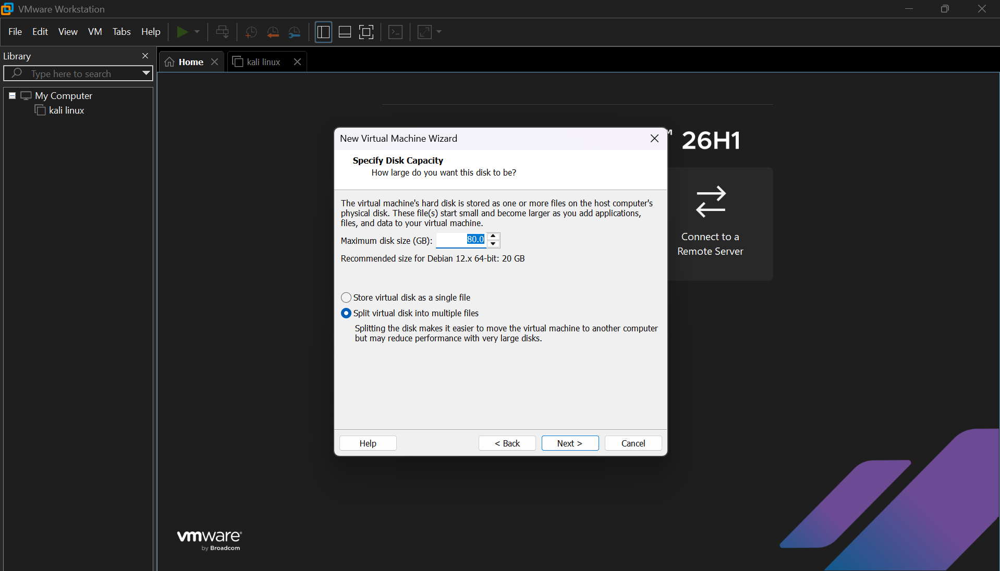 VMware Workstation
File Edit View VM Tabs Help
Library
Type here to search
My Computer
kali linux
Home
kali linux
26H1
Connect to a
Remote Server
New Virtual Machine Wizard
Specify Disk Capacity
How large do you want this disk to be?
The virtual machine's hard disk is stored as one or more files on the host computer's
physical disk. These file(s) start small and become larger as you add applications,
files, and data to your virtual machine.
Maximum disk size (GB): 80.0
Recommended size for Debian 12.x 64-bit: 20 GB
Store virtual disk as a single file
Split virtual disk into multiple files
Splitting the disk makes it easier to move the virtual machine to another computer
but may reduce performance with very large disks.
Help < Back Next > Cancel
vmware®
by Broadcom